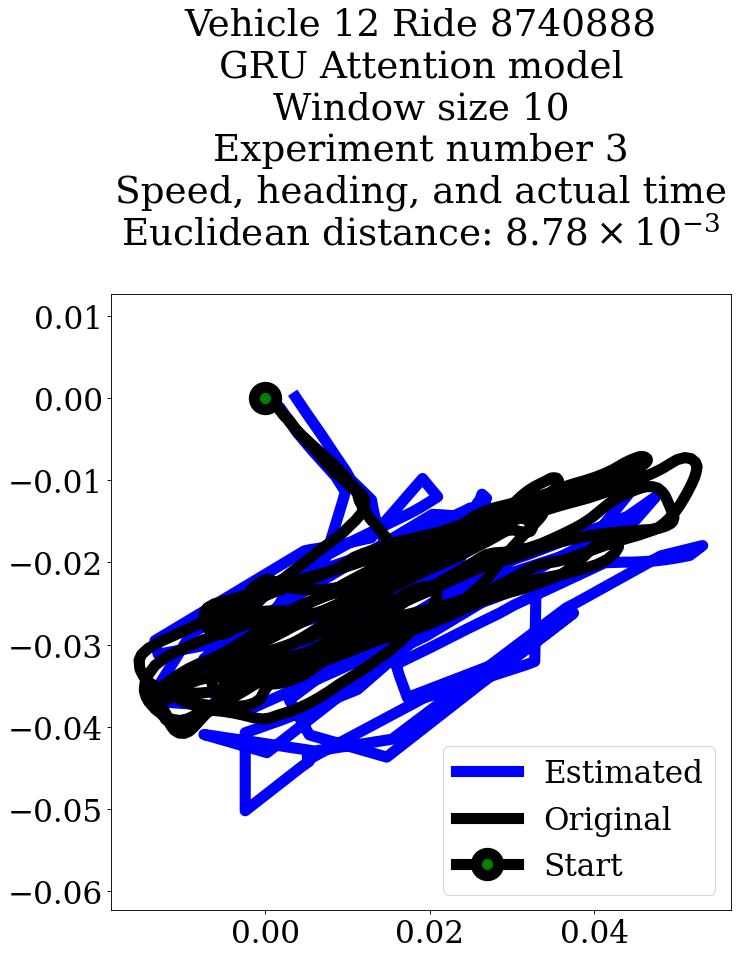 Vehicle 12 Ride 8740888
GRU Attention model
Window size 10
Experiment number 3
Speed, heading, and actual time
Euclidean distance: 8.78 × 10⁻³
0.01
0.00
−0.01
−0.02
−0.03
−0.04
−0.05
−0.06
0.00 0.02 0.04
Estimated
Original
Start